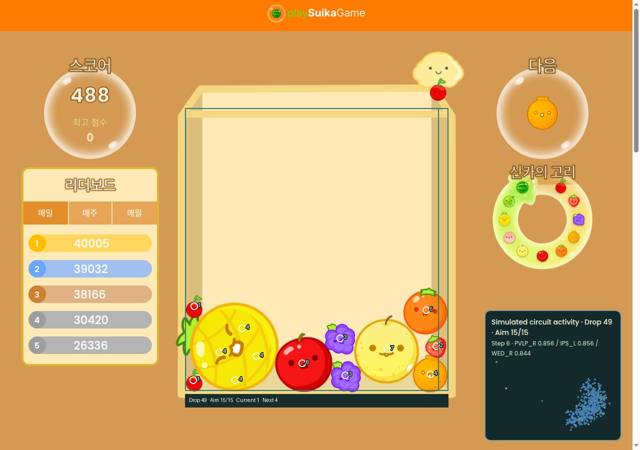 playSuikaGame
스코어
488
최고 점수
0
다음
신카의 고리
리더보드
매일
매주
매월
1
40005
2
39032
3
38166
4
30420
5
26336
Simulated circuit activity · Drop 49
· Aim 15/15
Step 6 · PVLP_R 0.856 / IPS_L 0.856 /
WED_R 0.844
Drop 49 Aim 15/15 Current 1 Next 4